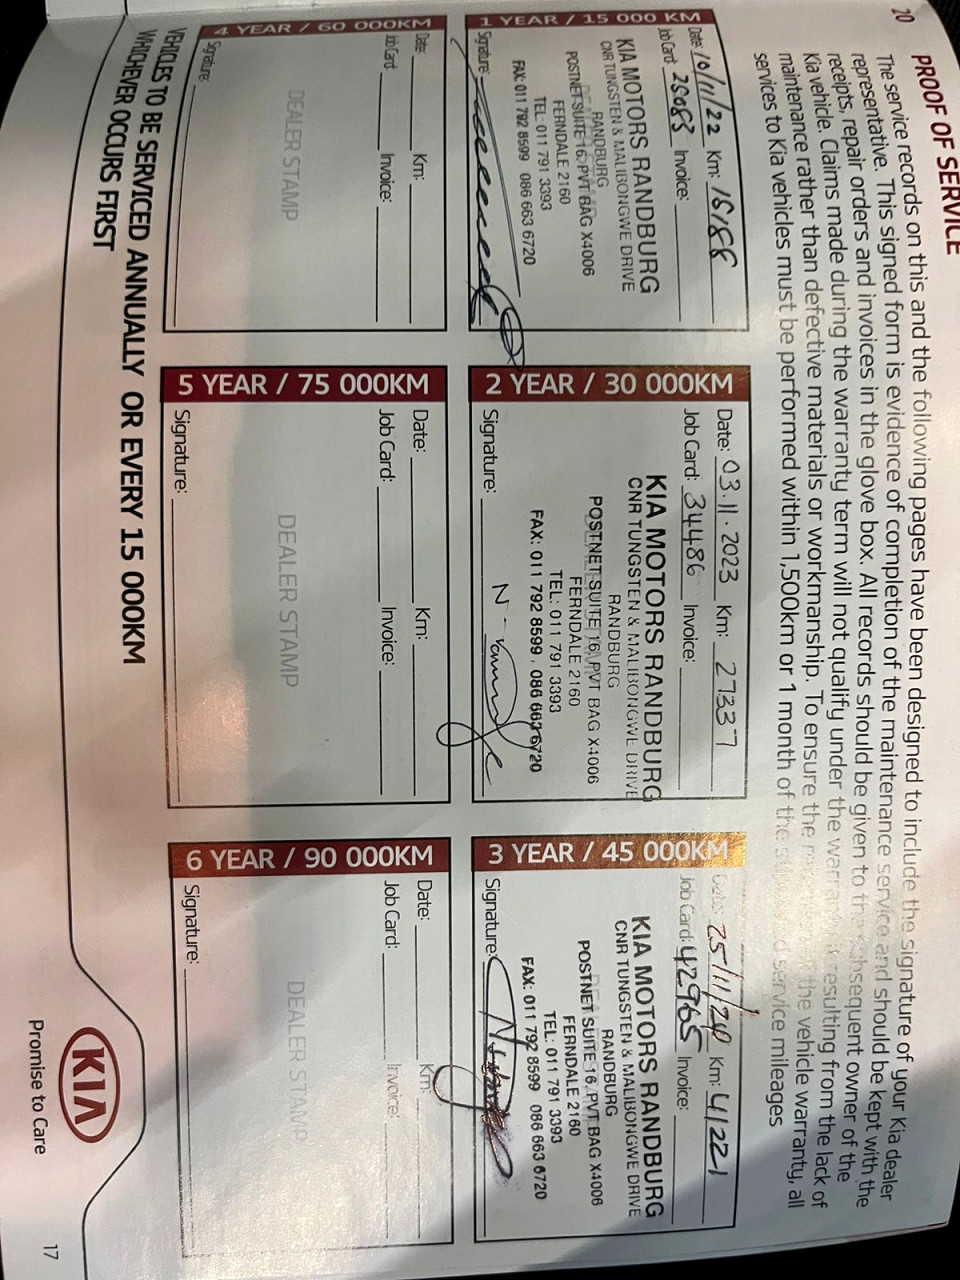 20
PROOF OF SERVICE
The service records on this and the following pages have been designed to include the signature of your Kia dealer
representative. This signed form is evidence of completion of the maintenance service and should be kept with the
receipts, repair orders and invoices in the glove box. All records should be given to the subsequent owner of the
Kia vehicle. Claims made during the warranty term will not qualify under the warranty if resulting from the lack of
maintenance rather than defective materials or workmanship. To ensure the the vehicle warranty, all
services to Kia vehicles must be performed within 1,500km or 1 month of the service mileages
1 YEAR / 15 000 KM
Date: 10/11/22 Km: 15188
Job Card: 25083 Invoice:
KIA MOTORS RANDBURG
CNR TUNGSTEN & MALIBONGWE DRIVE
RANDBURG
POSTNET SUITE 16, PVT BAG X4006
FERNDALE 2160
TEL: 011 791 3393
FAX: 011 792 8599 086 663 6720
Signature:
2 YEAR / 30 000KM
Date: 03.11.2023 Km: 27337
Job Card: 34486 Invoice:
KIA MOTORS RANDBURG
CNR TUNGSTEN & MALIBONGWE DRIVE
RANDBURG
POSTNET SUITE 16, PVT BAG X4006
FERNDALE 2160
TEL: 011 791 3393
FAX: 011 792 8599, 086 663 6720
Signature:
3 YEAR / 45 000KM
Date: 25/11/24 Km: 41221
Job Card: 42965 Invoice:
KIA MOTORS RANDBURG
CNR TUNGSTEN & MALIBONGWE DRIVE
RANDBURG
POSTNET SUITE 16, PVT BAG X4006
FERNDALE 2160
TEL: 011 791 3393
FAX: 011 792 8599 086 663 6720
Signature:
4 YEAR / 60 000KM
Date: Km:
Job Card: Invoice:
DEALER STAMP
Signature:
5 YEAR / 75 000KM
Date: Km:
Job Card: Invoice:
DEALER STAMP
Signature:
6 YEAR / 90 000KM
Date: Km:
Job Card: Invoice:
DEALER STAMP
Signature:
VEHICLES TO BE SERVICED ANNUALLY OR EVERY 15 000KM
WHICHEVER OCCURS FIRST
KIA
Promise to Care
17